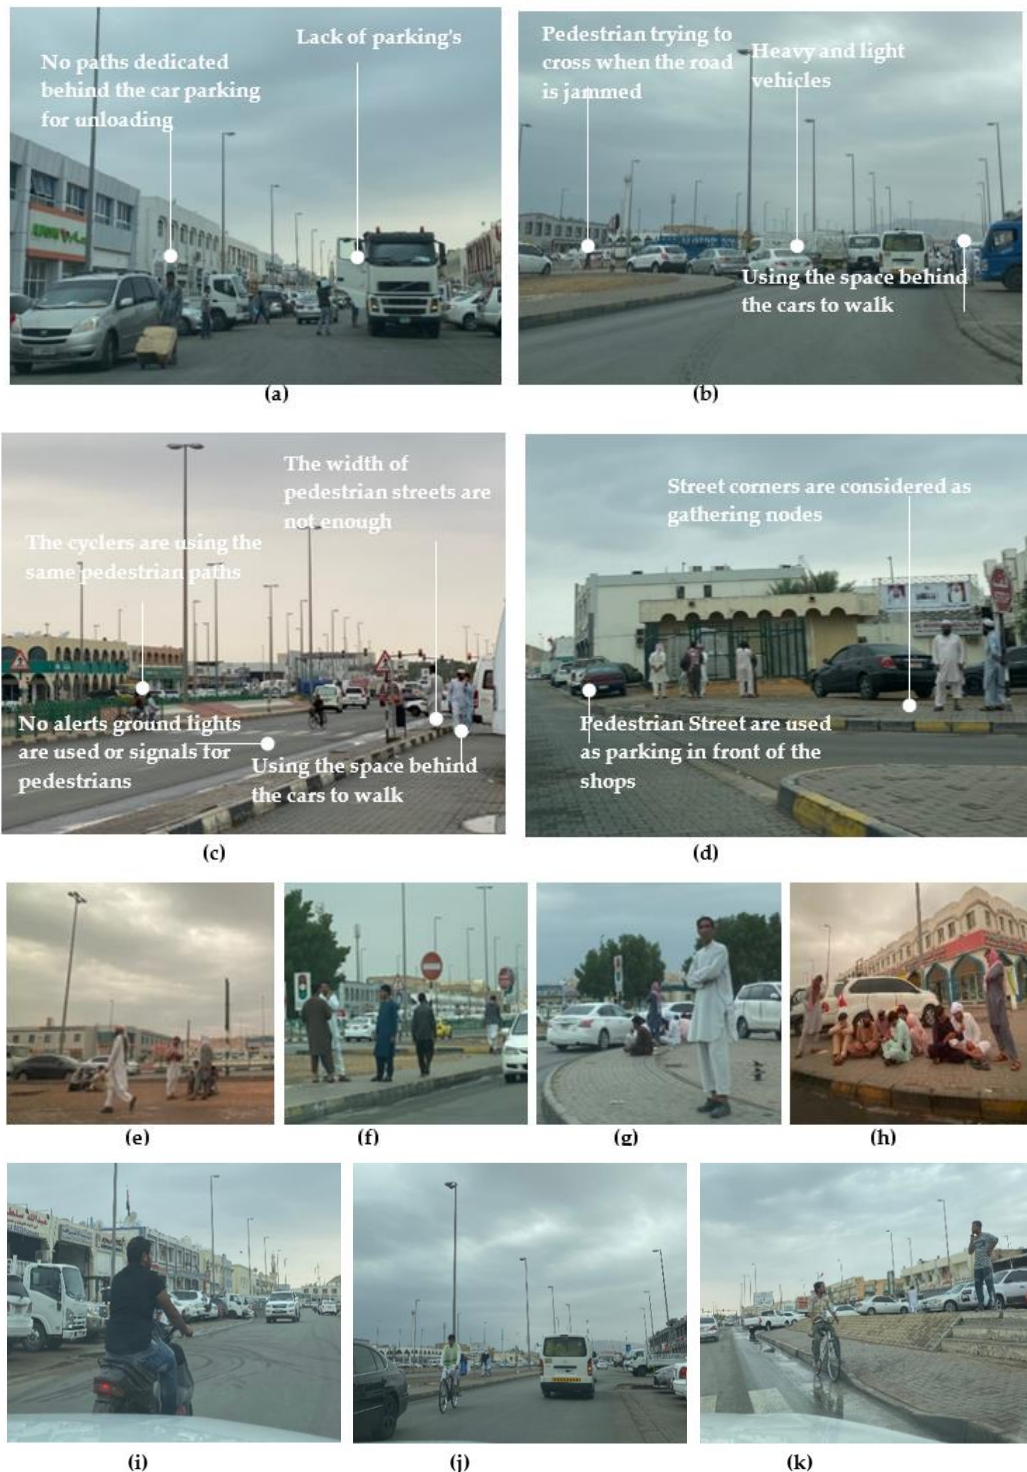 No paths dedicated
behind the car parking
for unloading
Lack of parking's
(a)
Pedestrian trying to
cross when the road
is jammed
Heavy and light
vehicles
Using the space behind
the cars to walk
(b)
The width of
pedestrian streets are
not enough
The cyclers are using the
same pedestrian paths
No alerts ground lights
are used or signals for
pedestrians
Using the space behind
the cars to walk
(c)
Street corners are considered as
gathering nodes
Pedestrian Street are used
as parking in front of the
shops
(d)
(e)
(f)
(g)
(h)
(i)
(j)
(k)